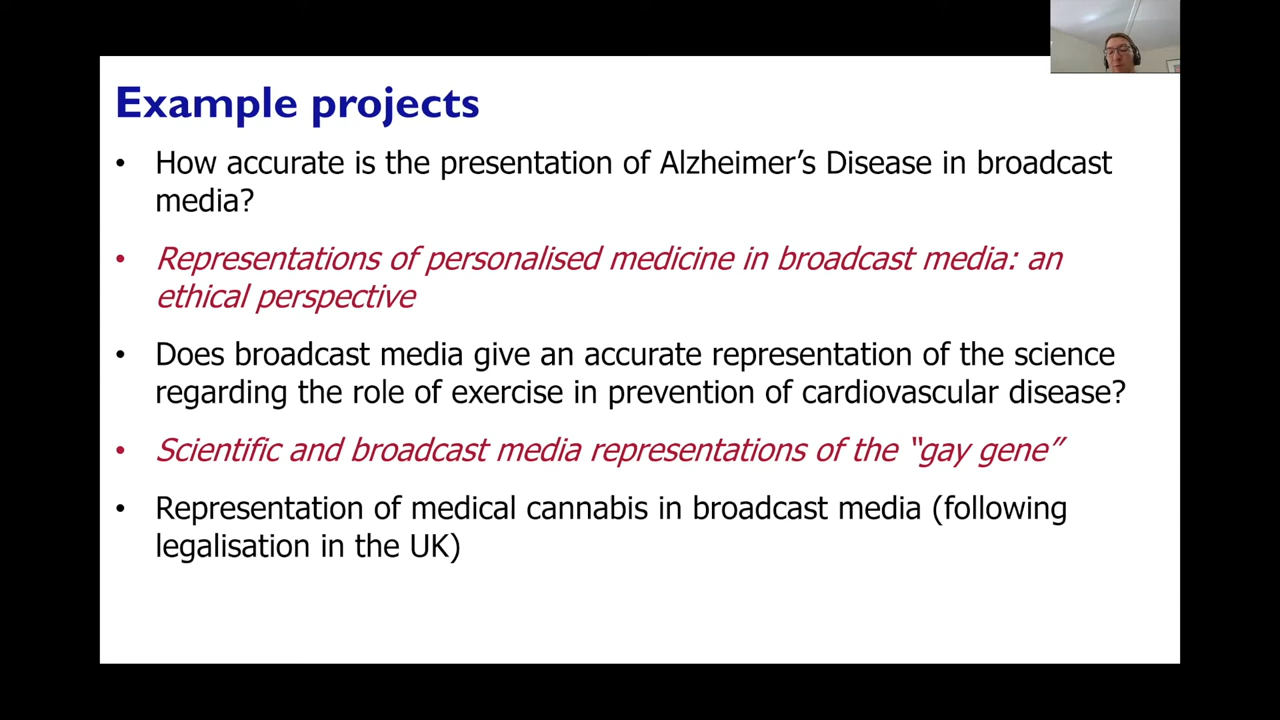 Example projects
• How accurate is the presentation of Alzheimer’s Disease in broadcast
media?
• Representations of personalised medicine in broadcast media: an
ethical perspective
• Does broadcast media give an accurate representation of the science
regarding the role of exercise in prevention of cardiovascular disease?
• Scientific and broadcast media representations of the “gay gene”
• Representation of medical cannabis in broadcast media (following
legalisation in the UK)